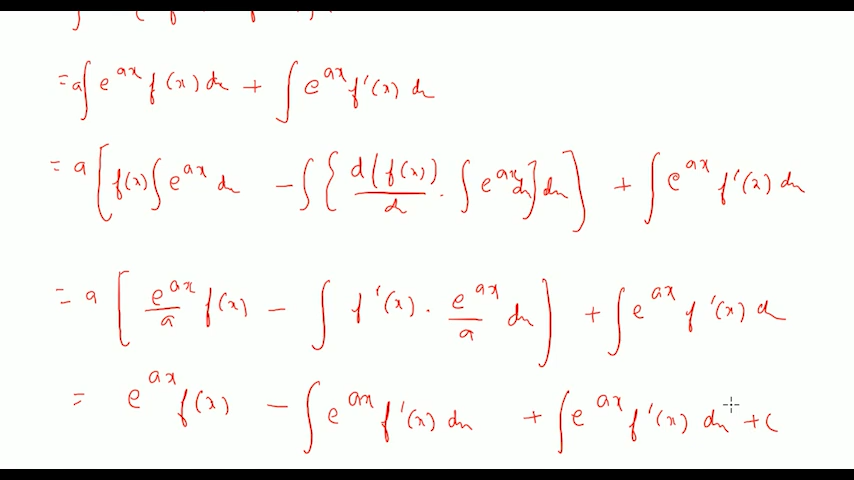 = a∫ e^{ax} f(x) dx + ∫ e^{ax} f'(x) dx
= a [ f(x) ∫ e^{ax} dx - ∫ { d(f(x))/dx . ∫ e^{ax} dx } dx ] + ∫ e^{ax} f'(x) dx
= a [ e^{ax}/a f(x) - ∫ f'(x) . e^{ax}/a dx ] + ∫ e^{ax} f'(x) dx
= e^{ax} f(x) - ∫ e^{ax} f'(x) dx + ∫ e^{ax} f'(x) dx + c